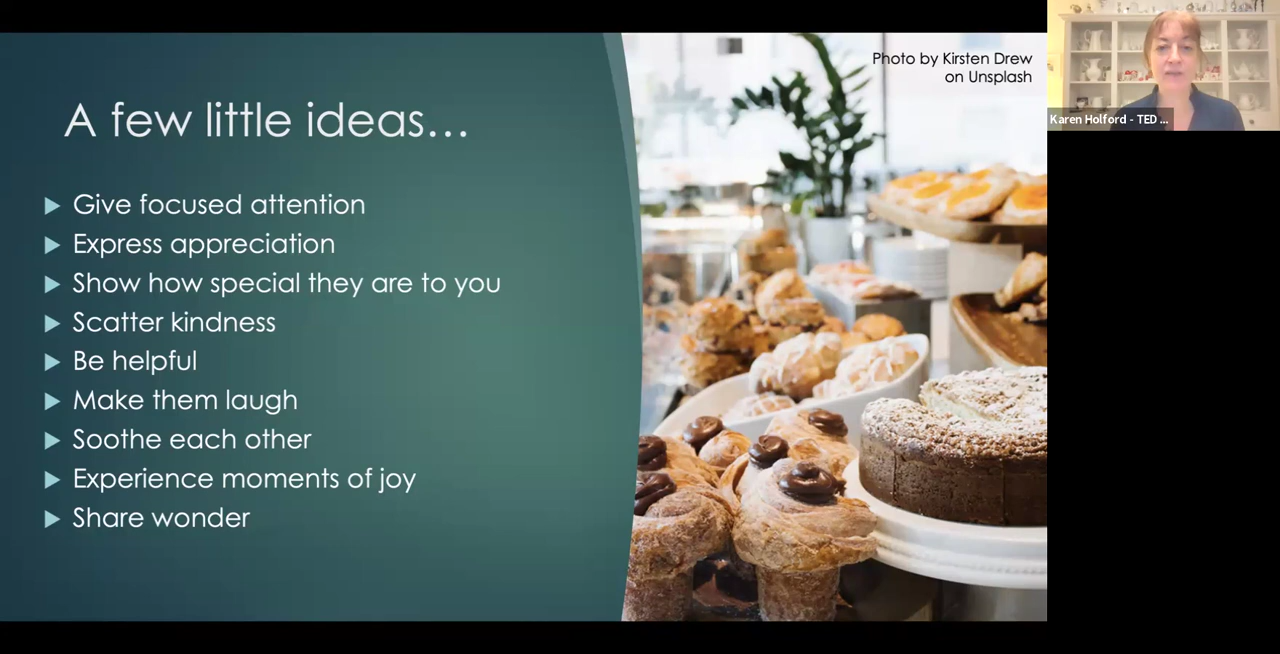 A few little ideas...
Give focused attention
Express appreciation
Show how special they are to you
Scatter kindness
Be helpful
Make them laugh
Soothe each other
Experience moments of joy
Share wonder
Photo by Kirsten Drew
on Unsplash
Karen Holford - TED ...